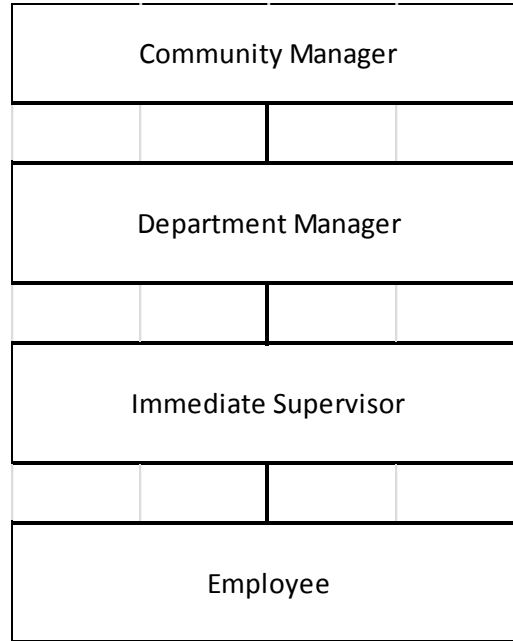 Community Manager
Department Manager
Immediate Supervisor
Employee